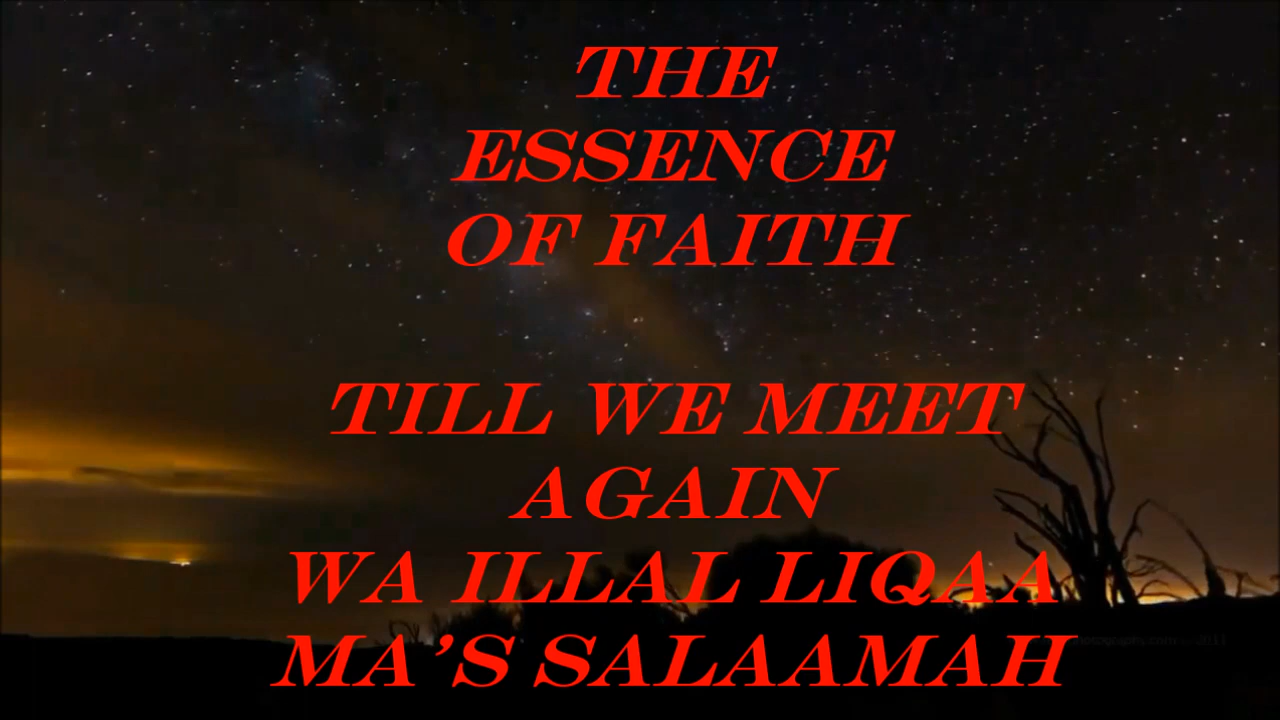 THE
ESSENCE
OF FAITH
TILL WE MEET
AGAIN
WA ILLAL LIQAA
MA'S SALAAMAH